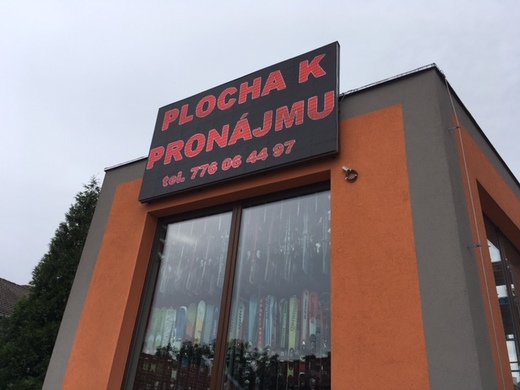 PLOCHA K
PRONÁJMU
tel. 776 06 44 97